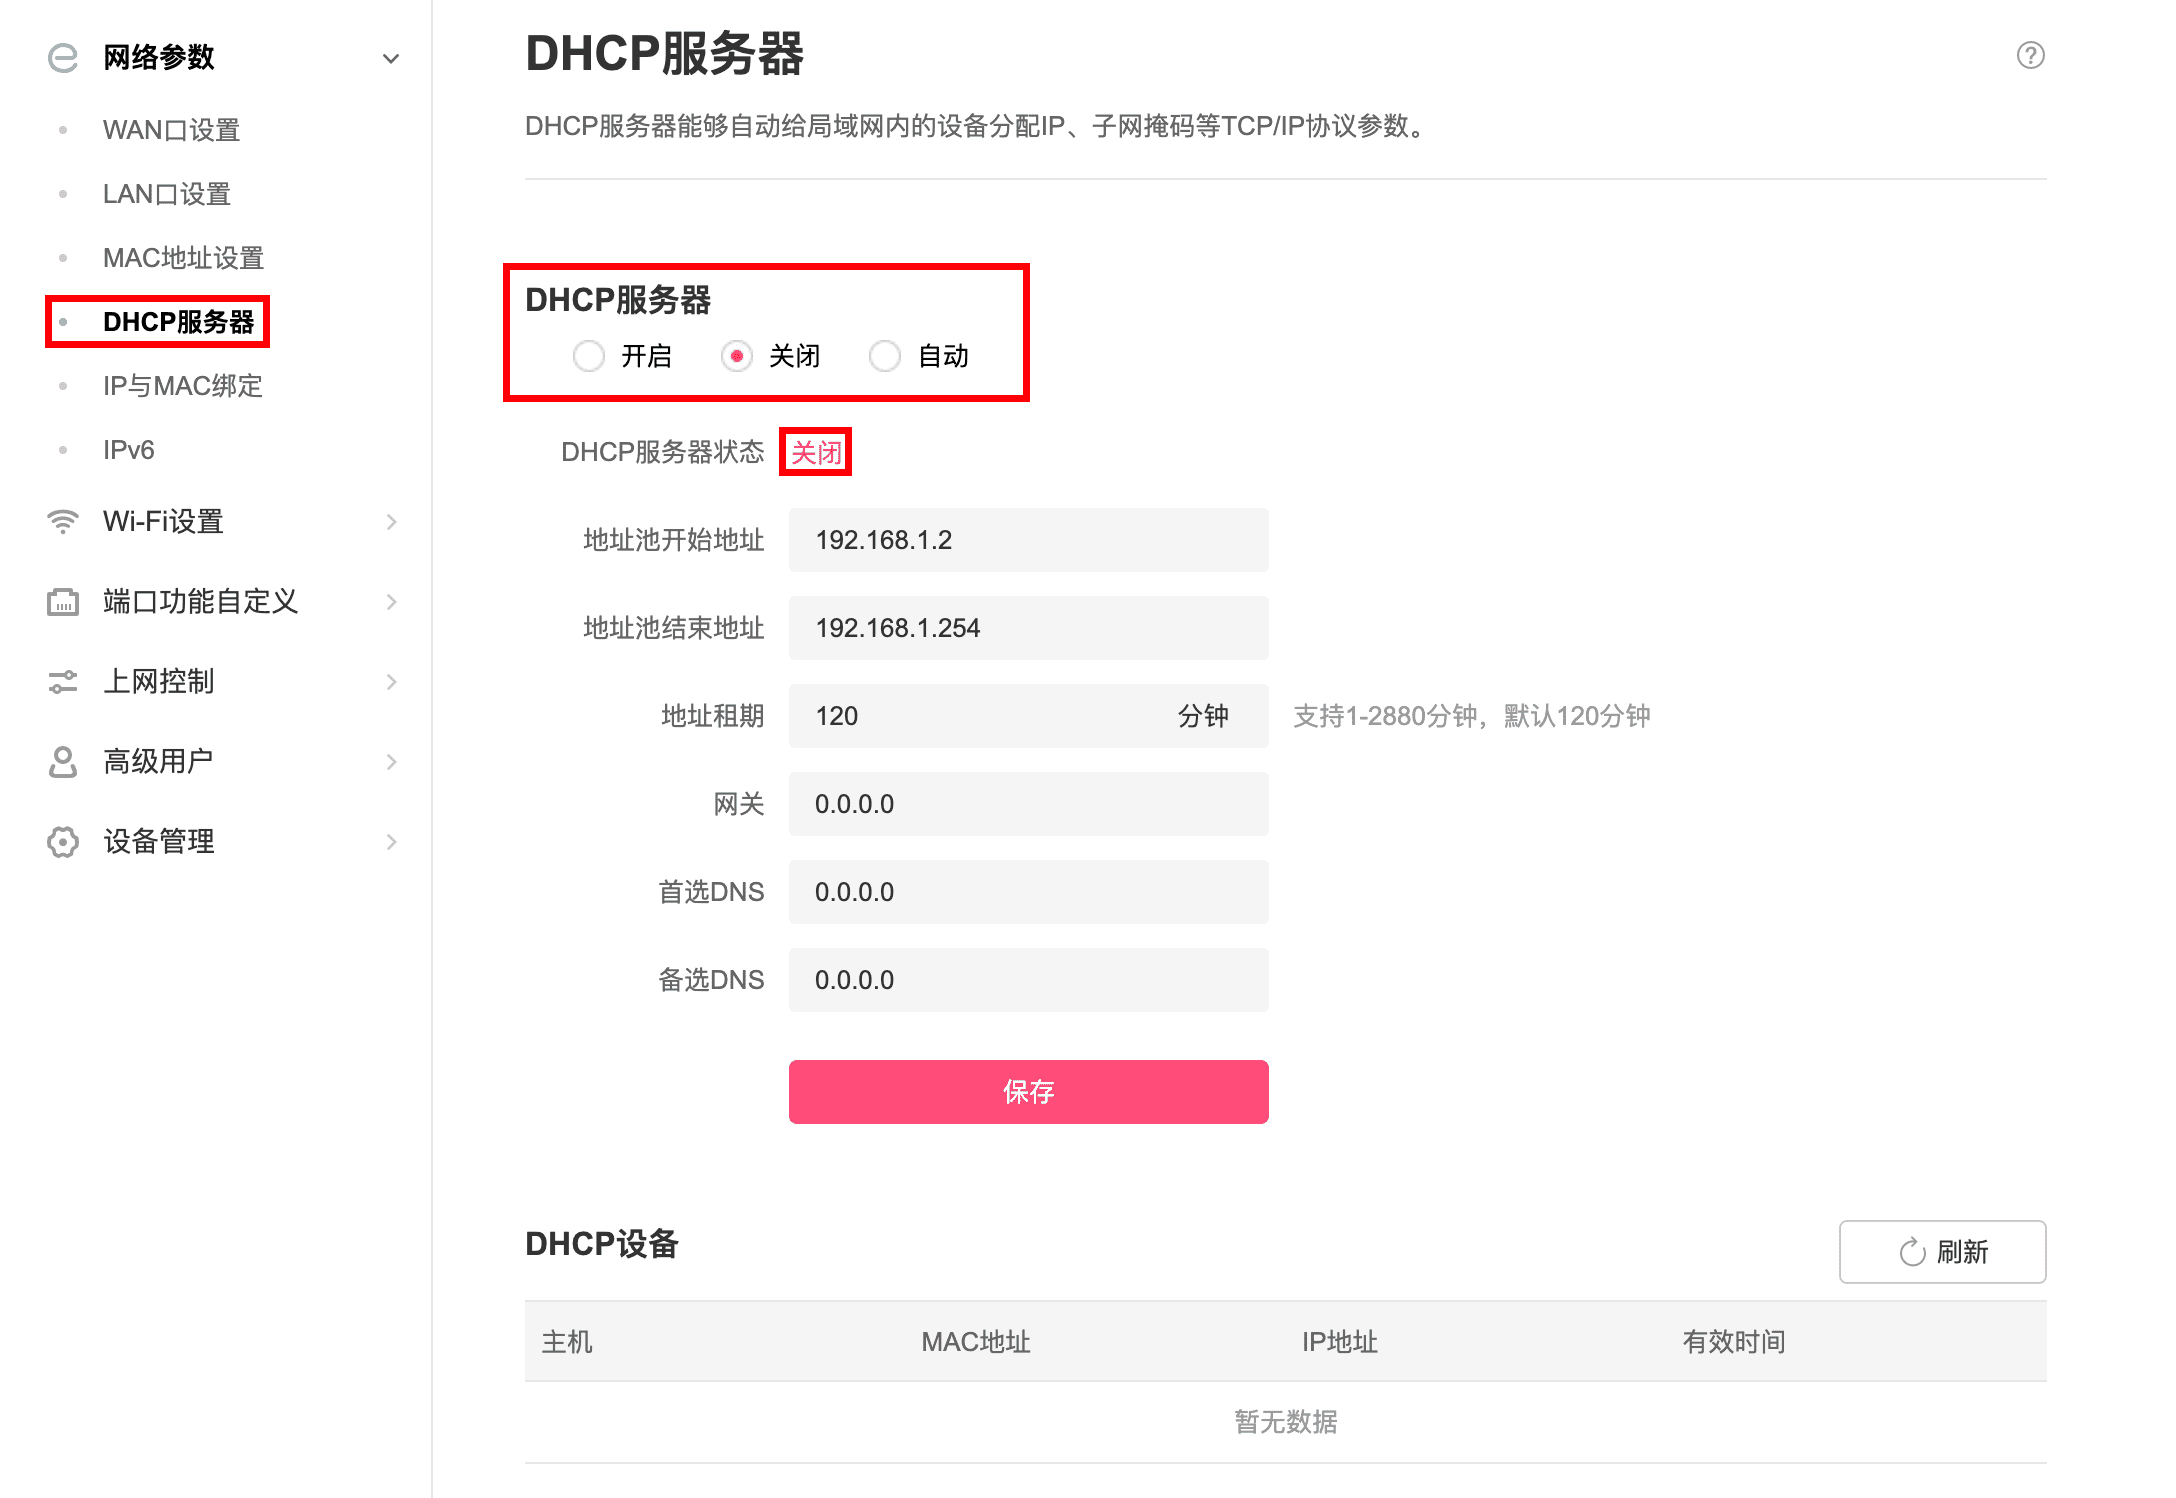 网络参数
WAN口设置
LAN口设置
MAC地址设置
DHCP服务器
IP与MAC绑定
IPv6
Wi-Fi设置
端口功能自定义
上网控制
高级用户
设备管理
DHCP服务器
DHCP服务器能够自动给局域网内的设备分配IP、子网掩码等TCP/IP协议参数。
DHCP服务器
开启 关闭 自动
DHCP服务器状态 关闭
地址池开始地址 192.168.1.2
地址池结束地址 192.168.1.254
地址租期 120 分钟 支持1-2880分钟，默认120分钟
网关 0.0.0.0
首选DNS 0.0.0.0
备选DNS 0.0.0.0
保存
DHCP设备
刷新
主机 MAC地址 IP地址 有效时间
暂无数据